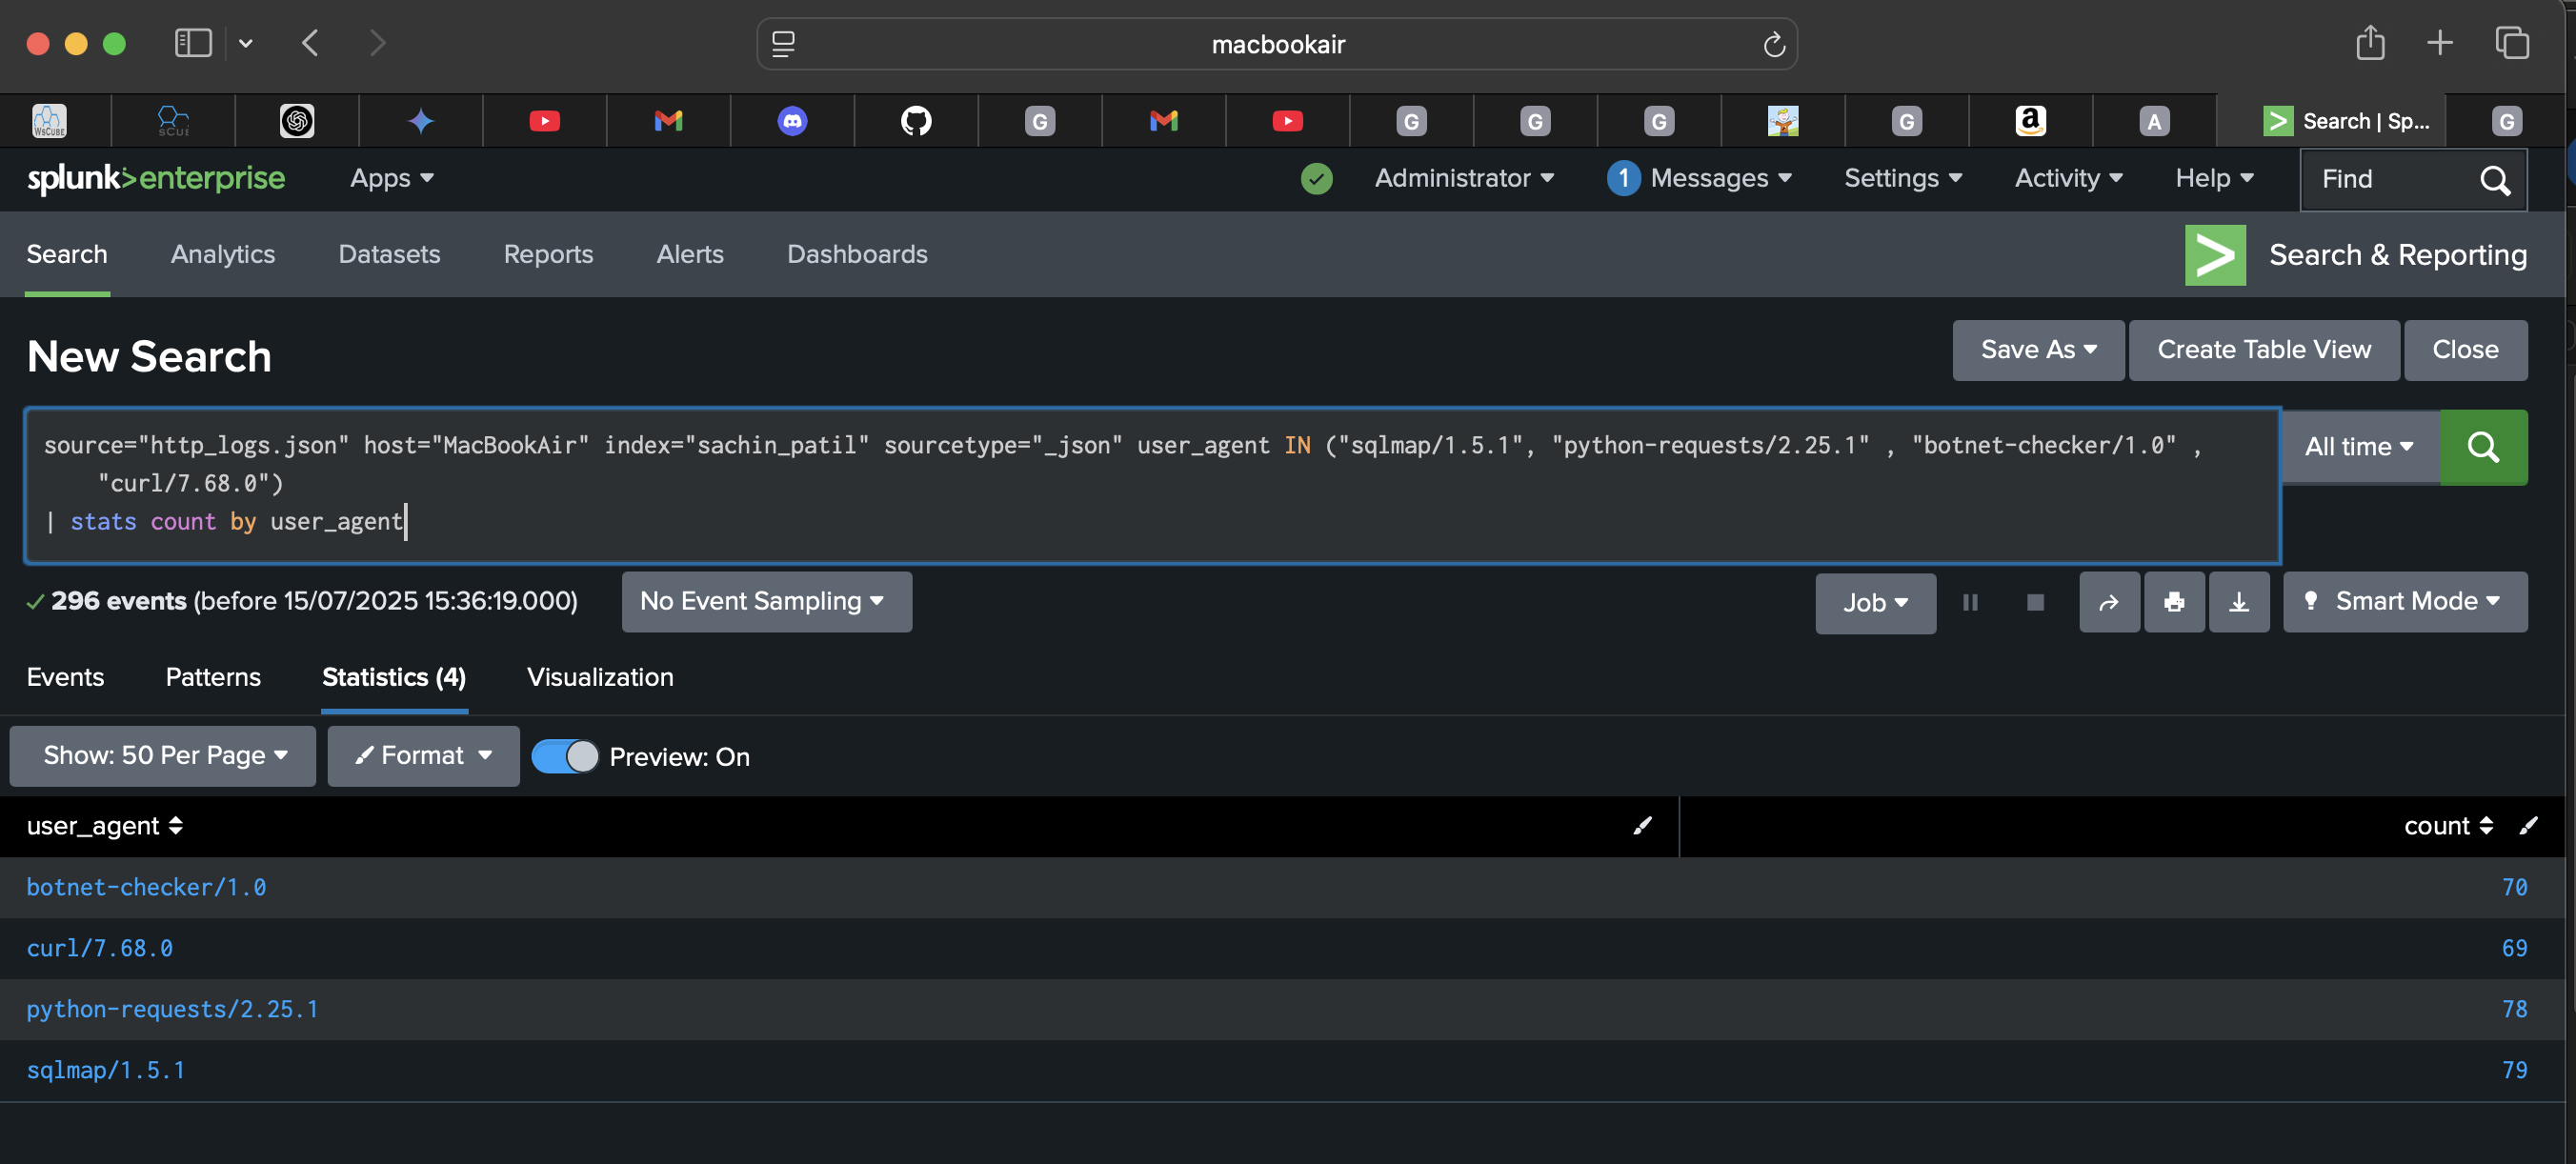 macbookair
WsCube
SCUE
G
G
G
G
G
a
A
Search | Sp...
G
splunk>enterprise
Apps
Administrator
1
Messages
Settings
Activity
Help
Find
Search
Analytics
Datasets
Reports
Alerts
Dashboards
Search & Reporting
New Search
Save As
Create Table View
Close
source="http_logs.json" host="MacBookAir" index="sachin_patil" sourcetype="_json" user_agent IN ("sqlmap/1.5.1", "python-requests/2.25.1" , "botnet-checker/1.0" ,
"curl/7.68.0")
| stats count by user_agent
All time
296 events (before 15/07/2025 15:36:19.000)
No Event Sampling
Job
Smart Mode
Events
Patterns
Statistics (4)
Visualization
Show: 50 Per Page
Format
Preview: On
user_agent
count
botnet-checker/1.0
70
curl/7.68.0
69
python-requests/2.25.1
78
sqlmap/1.5.1
79